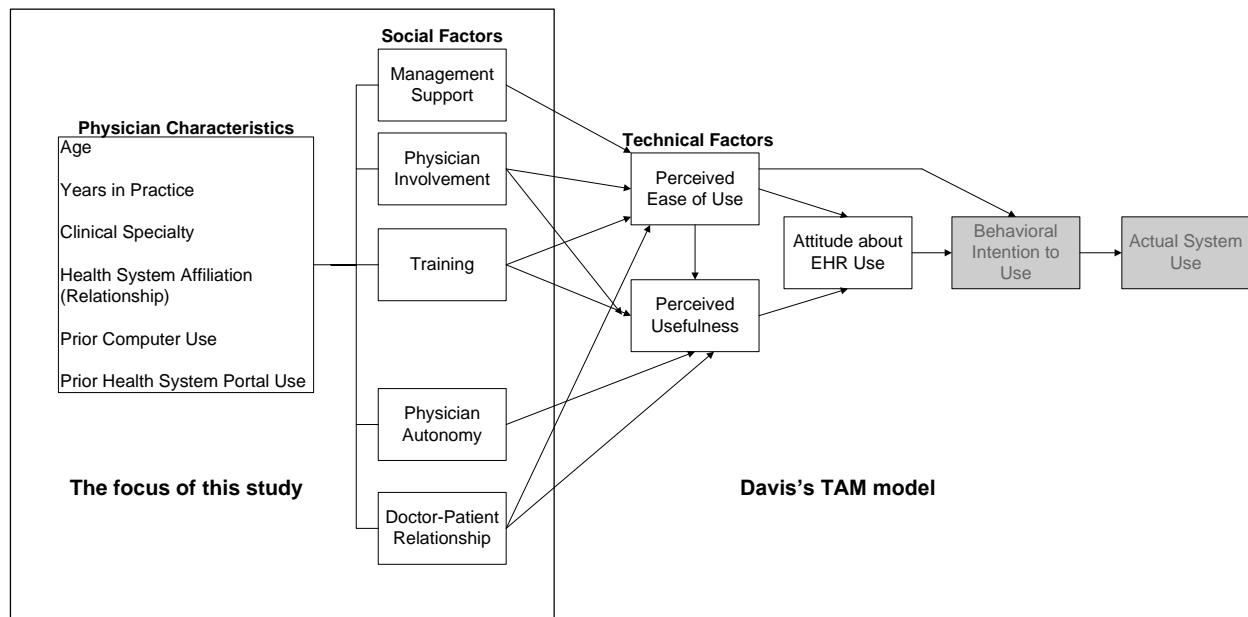 Social Factors
Management
Support
Physician Characteristics
Age
Years in Practice
Clinical Specialty
Health System Affiliation
(Relationship)
Prior Computer Use
Prior Health System Portal Use
Physician
Involvement
Training
Physician
Autonomy
Doctor-Patient
Relationship
The focus of this study
Technical Factors
Perceived
Ease of Use
Perceived
Usefulness
Attitude about
EHR Use
Behavioral
Intention to
Use
Actual System
Use
Davis's TAM model